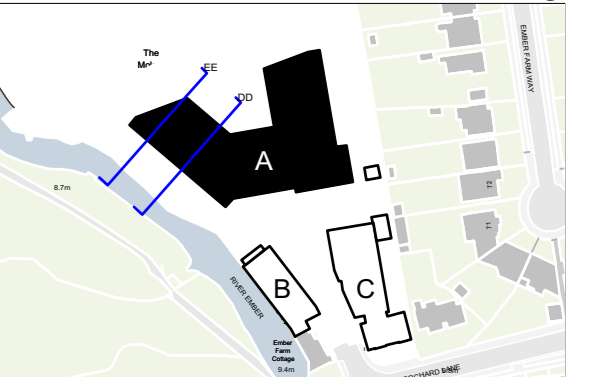 The
EE
DD
EMBER FARM WAY
A
8.7m
T2
T1
RIVER EMBER
B
C
Ember
Farm
Cottage
9.4m
ORCHARD LANE